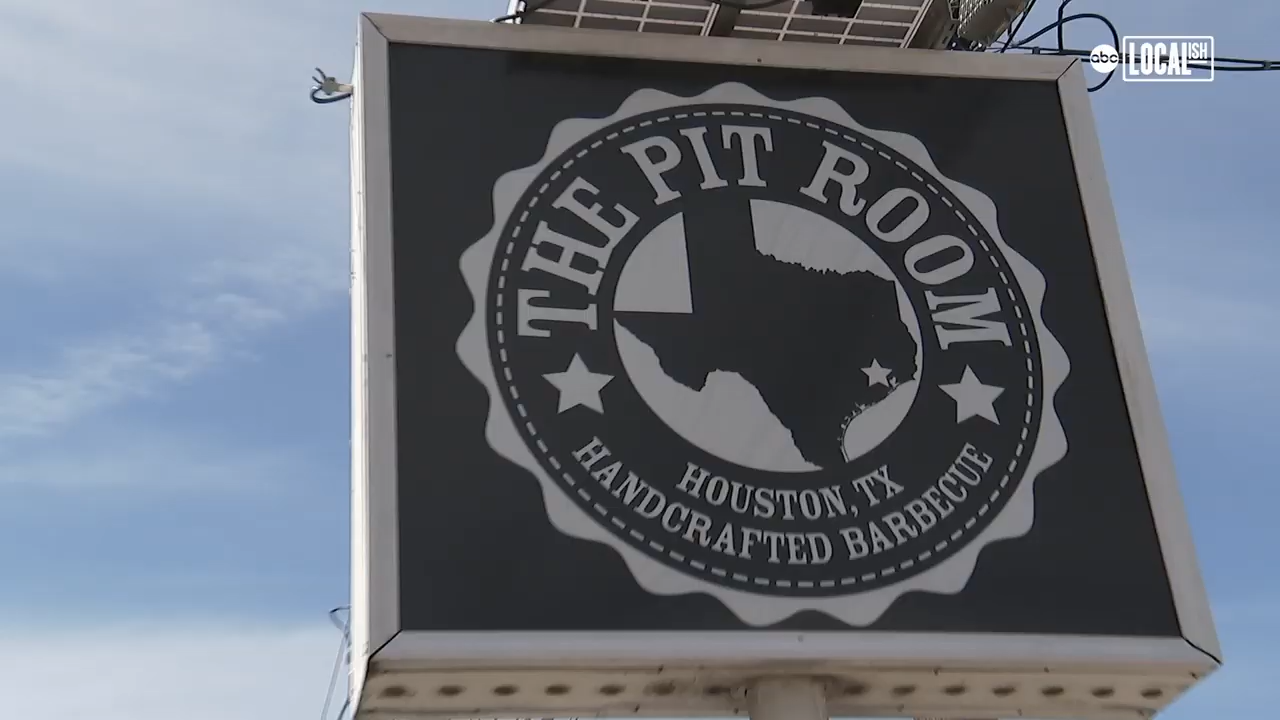 abc LOCALISH
THE PIT ROOM
HOUSTON, TX
HANDCRAFTED BARBECUE